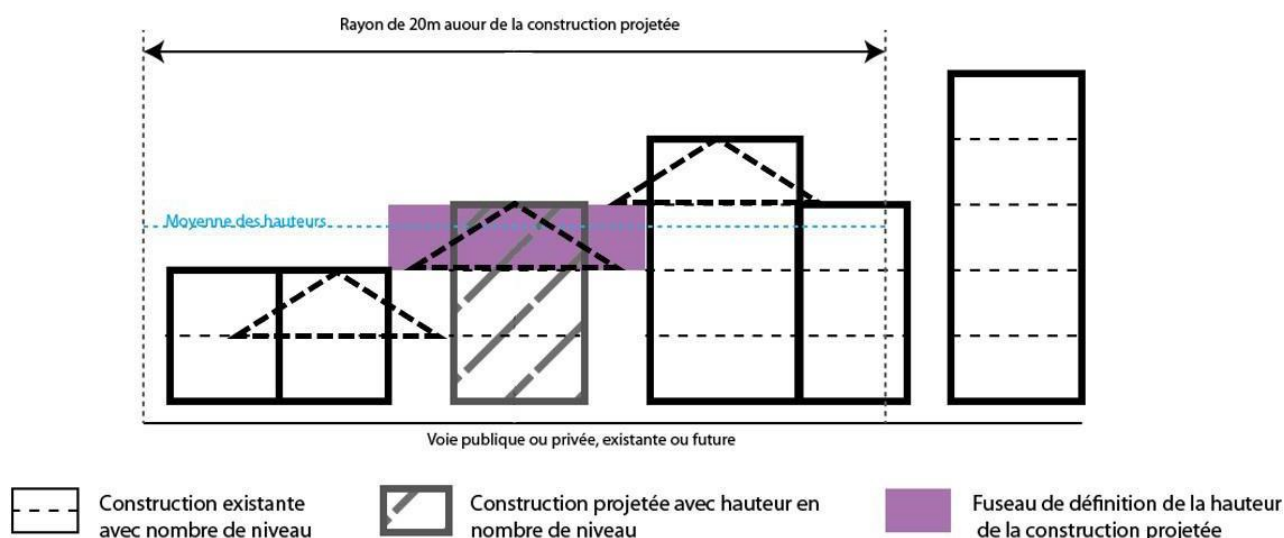 Rayon de 20m auour de la construction projetée
Moyenne des hauteurs
Voie publique ou privée, existante ou future
Construction existante
avec nombre de niveau
Construction projetée avec hauteur en
nombre de niveau
Fuseau de définition de la hauteur
de la construction projetée